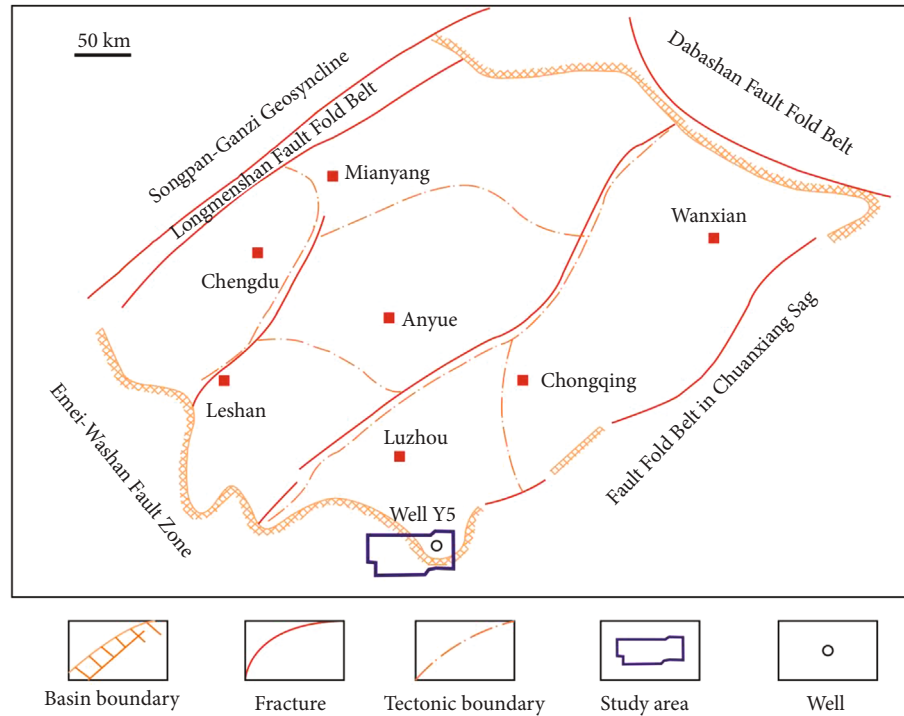 50 km
Songpan-Ganzi Geosyncline
Longmenshan Fault Fold Belt
Dabashan Fault Fold Belt
Mianyang
Wanxian
Chengdu
Anyue
Chongqing
Leshan
Luzhou
Emei-Washan Fault Zone
Fault Fold Belt in Chuanxiang Sag
Well Y5
Basin boundary
Fracture
Tectonic boundary
Study area
Well